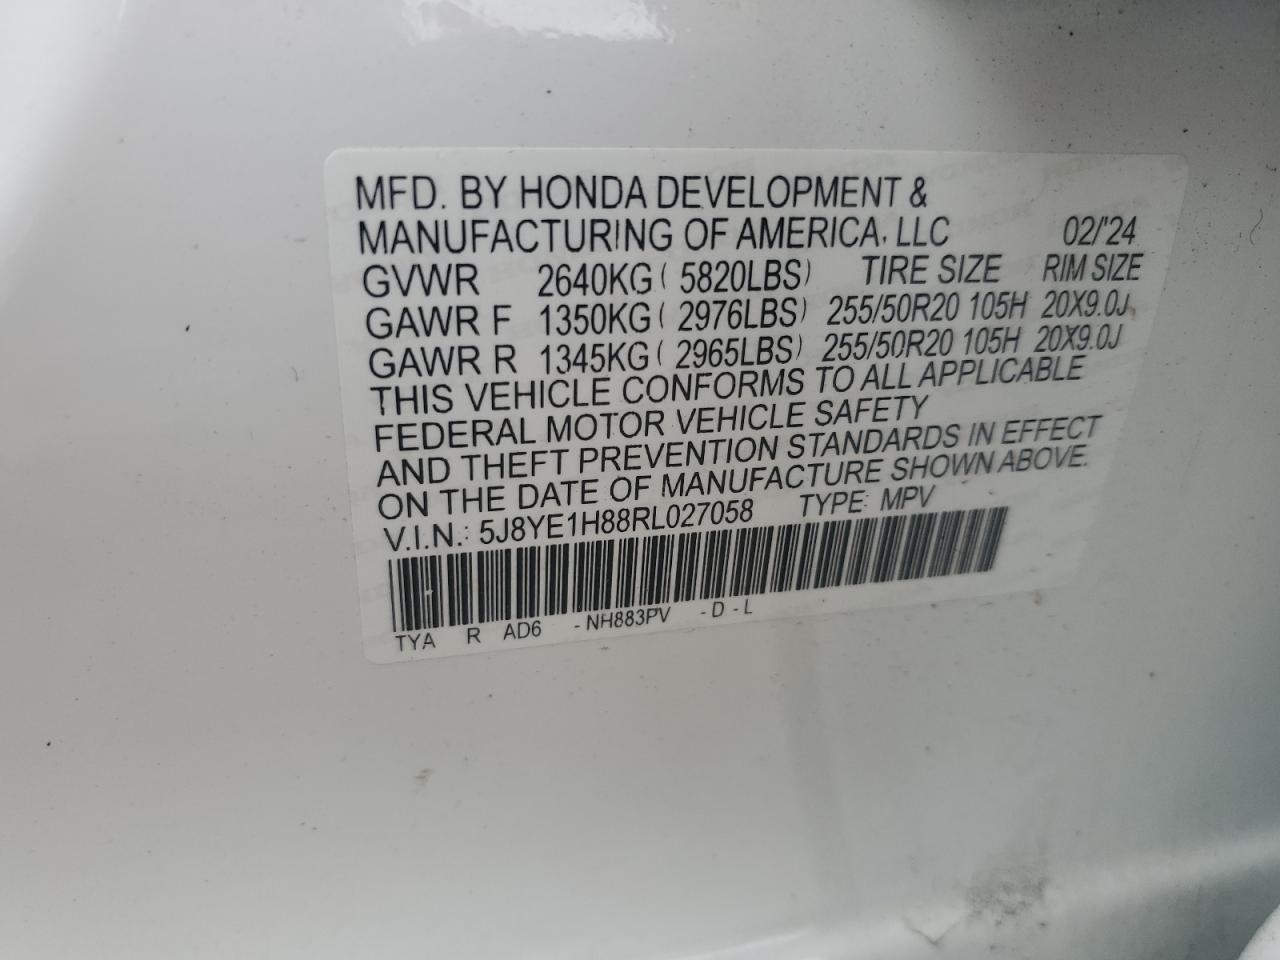 MFD. BY HONDA DEVELOPMENT &
MANUFACTURING OF AMERICA, LLC 02/'24
GVWR 2640KG ( 5820LBS) TIRE SIZE RIM SIZE
GAWR F 1350KG ( 2976LBS) 255/50R20 105H 20X9.0J
GAWR R 1345KG ( 2965LBS) 255/50R20 105H 20X9.0J
THIS VEHICLE CONFORMS TO ALL APPLICABLE
FEDERAL MOTOR VEHICLE SAFETY
AND THEFT PREVENTION STANDARDS IN EFFECT
ON THE DATE OF MANUFACTURE SHOWN ABOVE.
V.I.N.: 5J8YE1H88RL027058 TYPE: MPV
TYA R AD6 -NH883PV -D -L